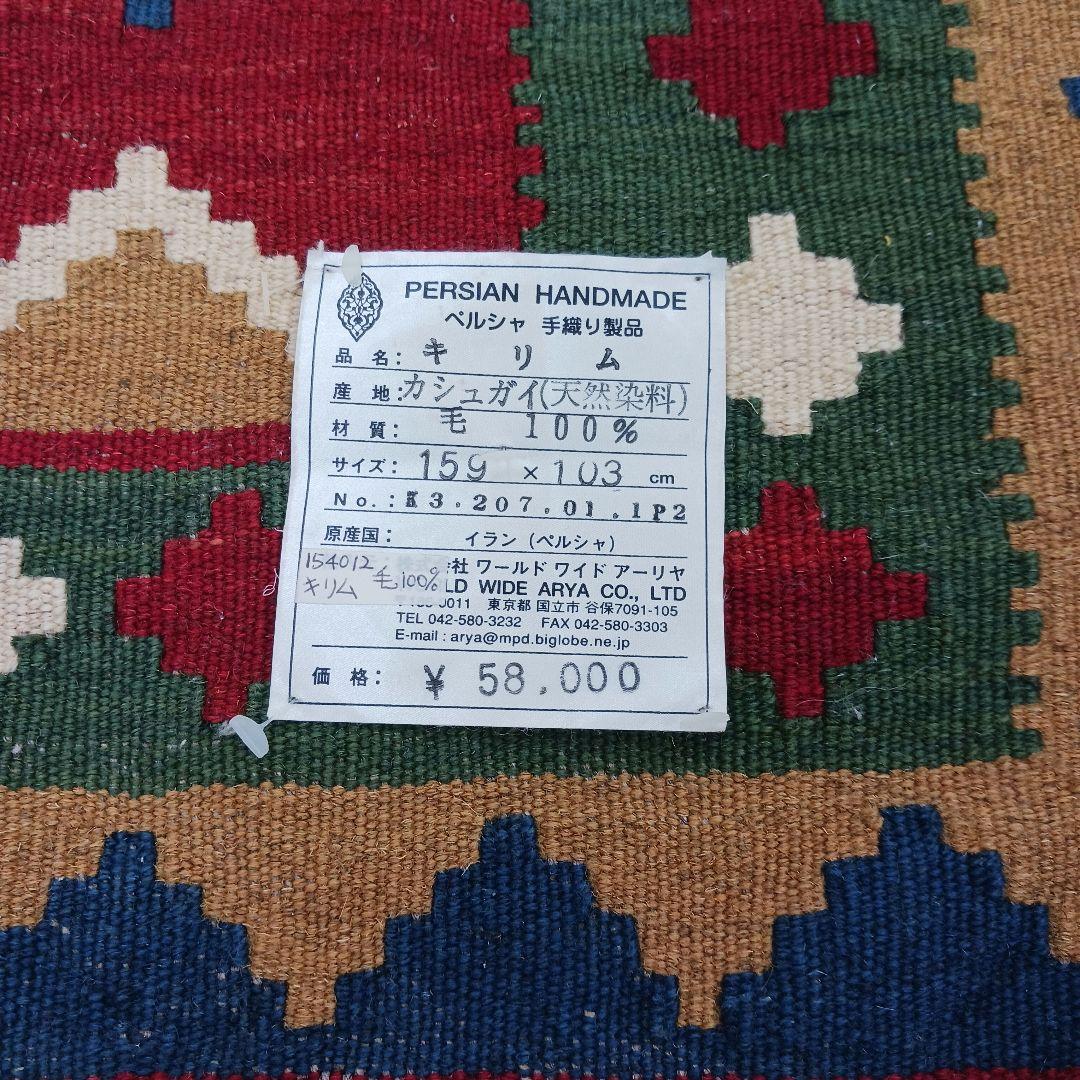 PERSIAN HANDMADE
ペルシャ 手織り製品
品 名: キ リ ム
産 地: カシュガイ(天然染料)
材 質: 毛 100%
サイズ: 159 × 103 cm
No.: K3.207.01.1P2
原産国: イラン (ペルシャ)
154012
キリム 毛100%
会社 ワールド ワイド アーリヤ
LD WIDE ARYA CO., LTD
0011 東京都 国立市 谷保7091-105
TEL 042-580-3232 FAX 042-580-3303
E-mail : arya@mpd.biglobe.ne.jp
価 格: ¥ 58,000